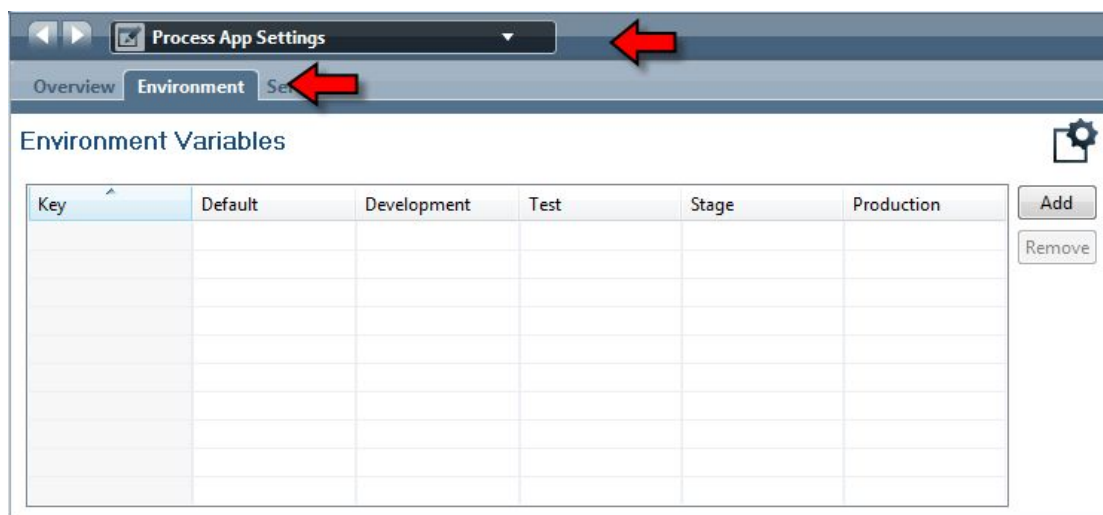 Process App Settings
Overview Environment
Environment Variables
Key Default Development Test Stage Production
Add
Remove